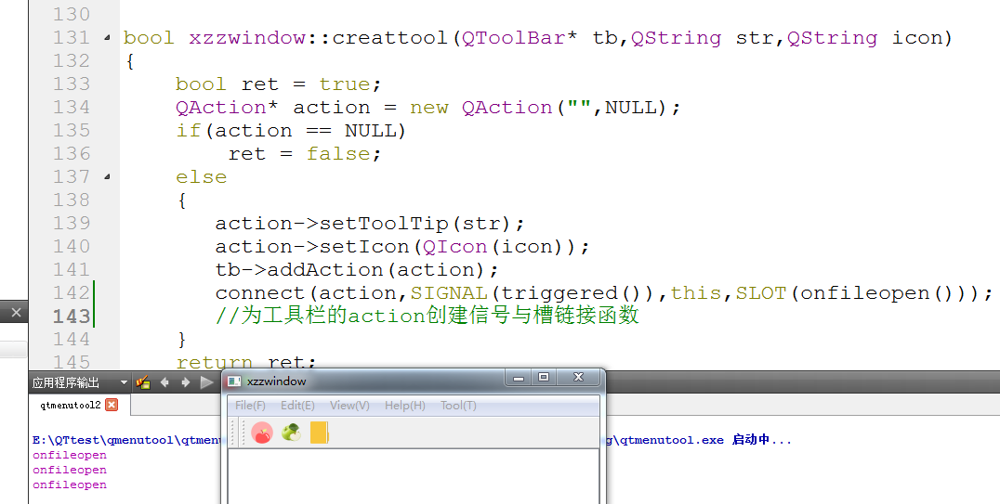 130
131 bool xzzwindow::creattool(QToolBar* tb,QString str,QString icon)
132 {
133 bool ret = true;
134 QAction* action = new QAction("",NULL);
135 if(action == NULL)
136 ret = false;
137 else
138 {
139 action->setToolTip(str);
140 action->setIcon(QIcon(icon));
141 tb->addAction(action);
142 connect(action,SIGNAL(triggered()),this,SLOT(onfileopen()));
143 //为工具栏的action创建信号与槽链接函数
144 }
145 return ret;
应用程序输出
xzzwindow
qtmenutool2
File(F) Edit(E) View(V) Help(H) Tool(T)
E:\QTtest\qmenutool\qtmenu g\qtmenutool.exe 启动中...
onfileopen
onfileopen
onfileopen